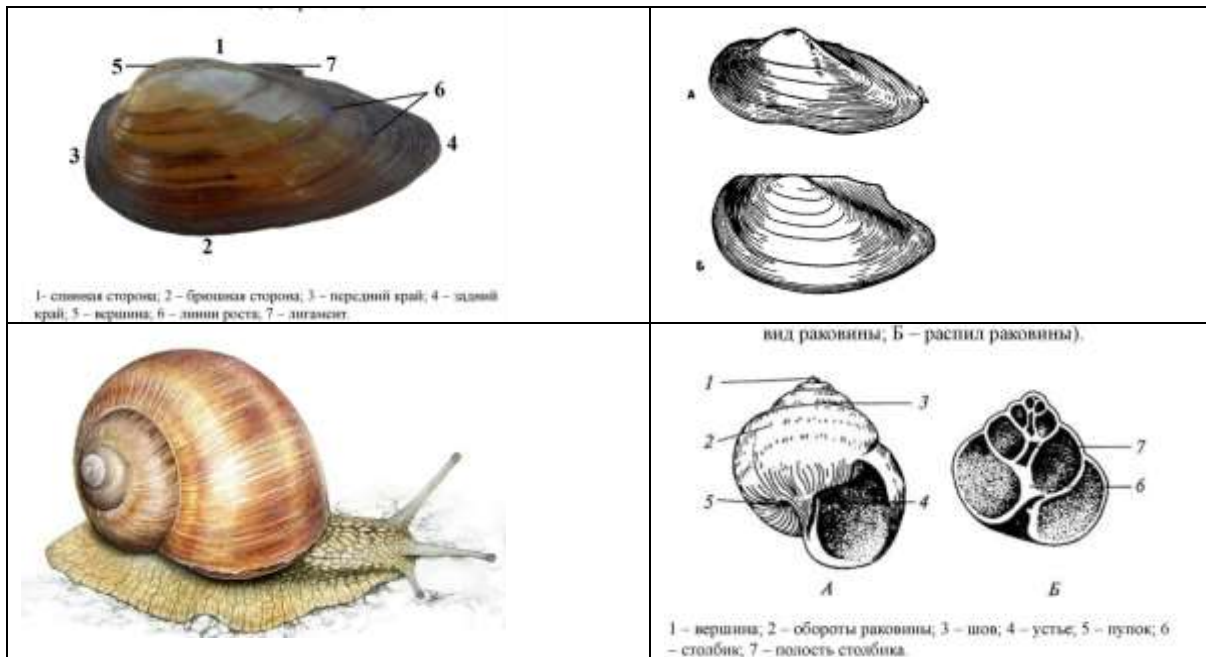 1
5
7
6
3
4
2
1- спинная сторона; 2 – брюшная сторона; 3 – передний край; 4 – задний
край; 5 – вершина; 6 – линии роста; 7 – лигамент.
А
Б
вид раковины; Б – распил раковины).
1
3
2
7
5
4
6
А
Б
1 – вершина; 2 – обороты раковины; 3 – шов; 4 – устье; 5 – пупок; 6
– столбик; 7 – полость столбика.